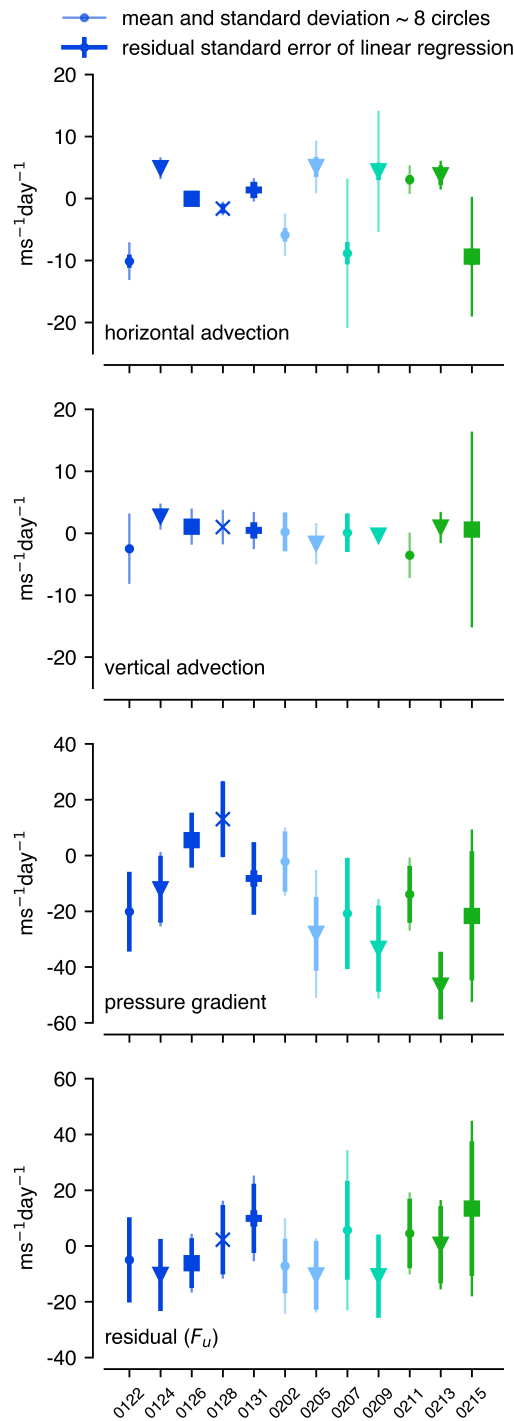 mean and standard deviation ~ 8 circles
residual standard error of linear regression
20
10
0
-10
-20
ms⁻¹day⁻¹
horizontal advection
20
10
0
-10
-20
ms⁻¹day⁻¹
vertical advection
40
20
0
-20
-40
-60
ms⁻¹day⁻¹
pressure gradient
60
40
20
0
-20
-40
ms⁻¹day⁻¹
residual (Fᵤ)
0122 0124 0126 0128 0131 0202 0205 0207 0209 0211 0213 0215